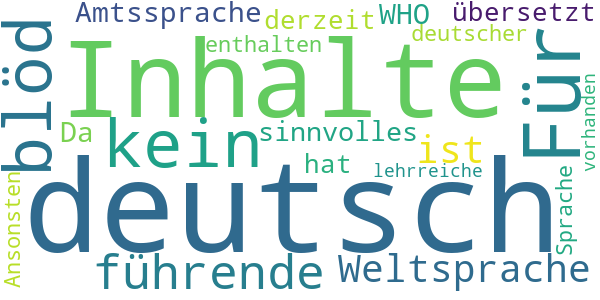 Amtssprache WHO übersetzt
derzeit
deutscher
enthalten
blöd Inhalte Für
Da kein sinnvolles ist
vorhanden
hat
lehrreiche
Sprache
Ansonsten
deutsch
führende Weltsprache